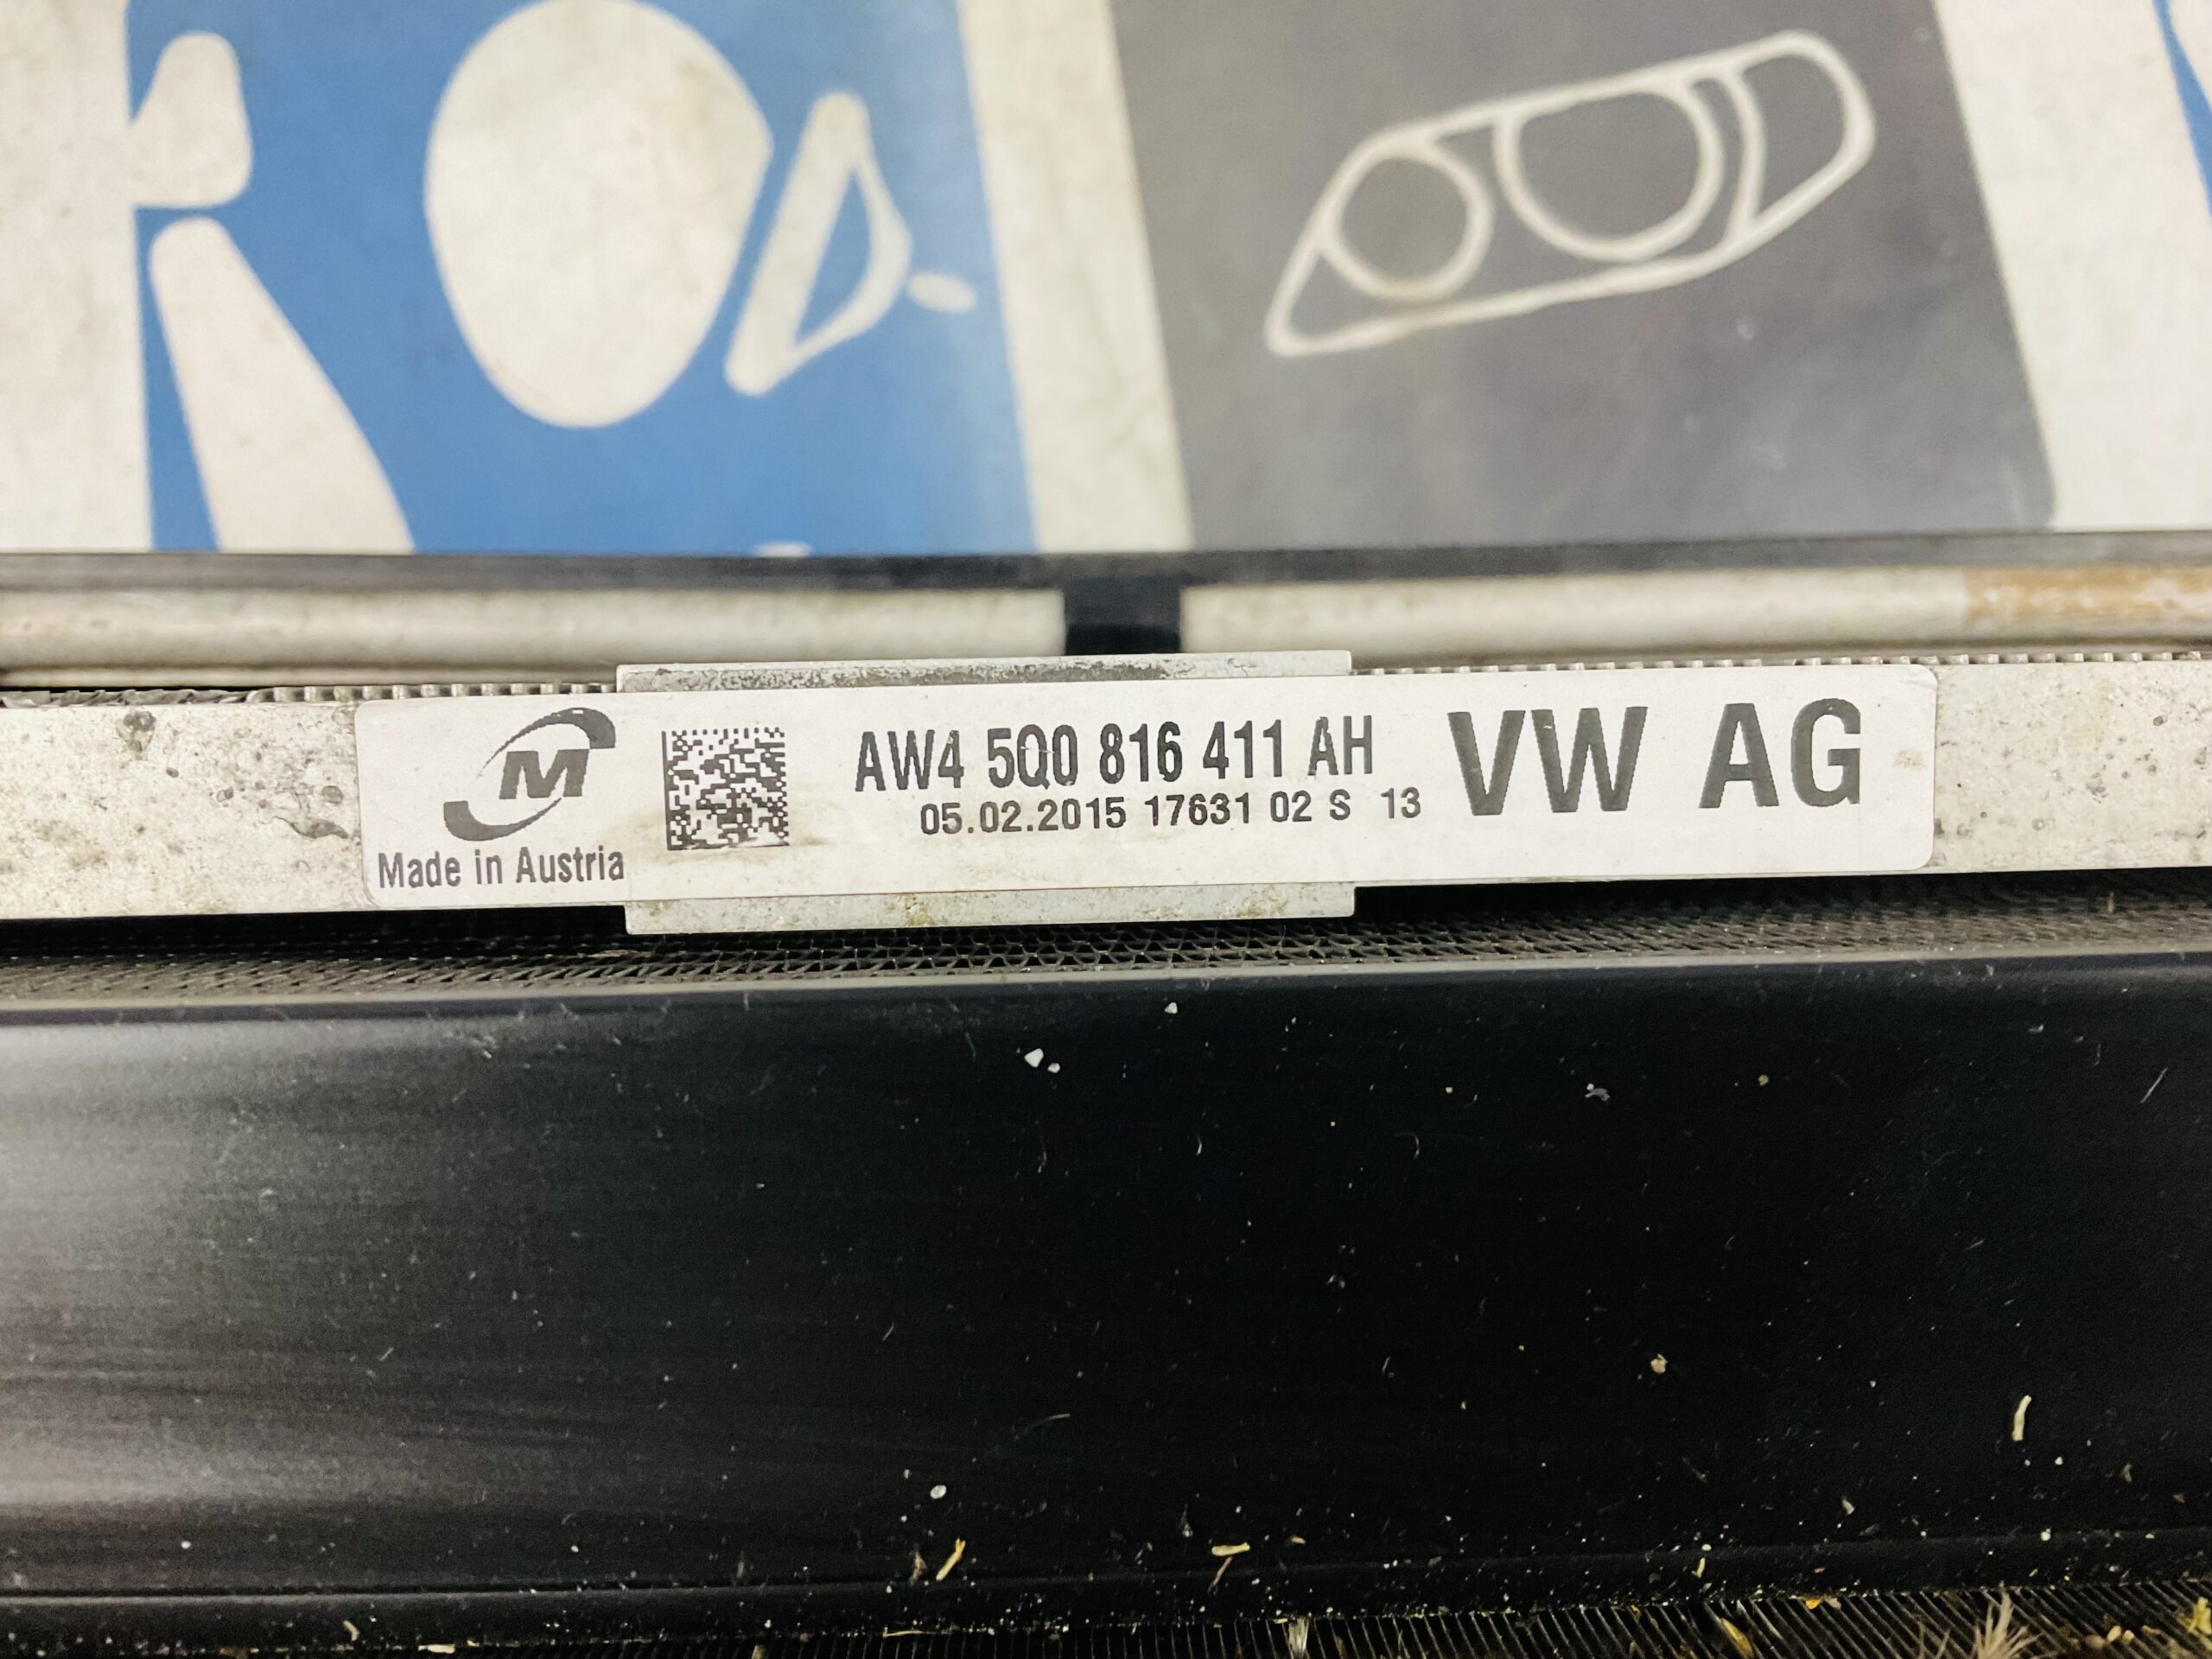 M
Made in Austria
AW4 5Q0 816 411 AH
05.02.2015 17631 02 S 13
VW AG